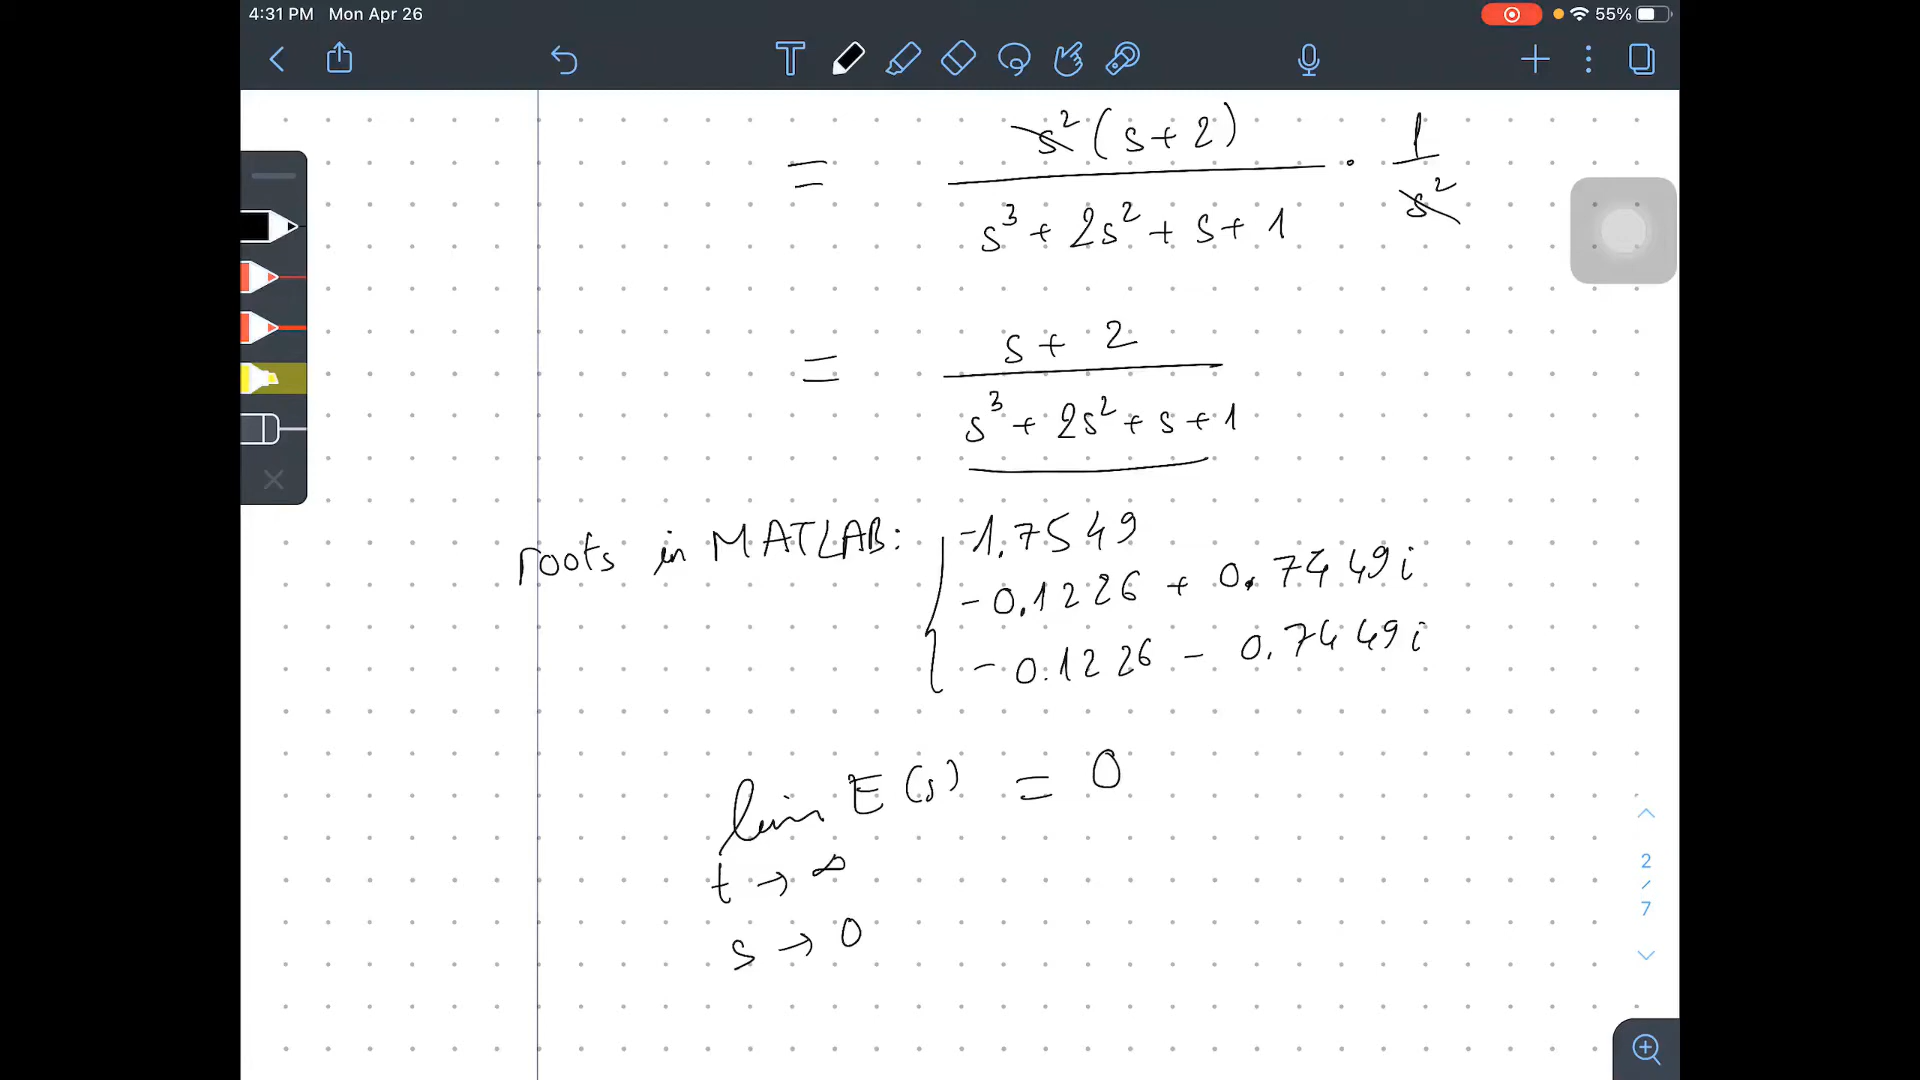 4:31 PM Mon Apr 26
55%
= s²(s+2) / s³ + 2s² + s + 1 · 1 / s²
= s + 2 / s³ + 2s² + s + 1
roots in MATLAB: -1.7549
-0.1226 + 0.7449i
-0.1226 - 0.7449i
lim E(s) = 0
t → ∞
s → 0
2
/
7